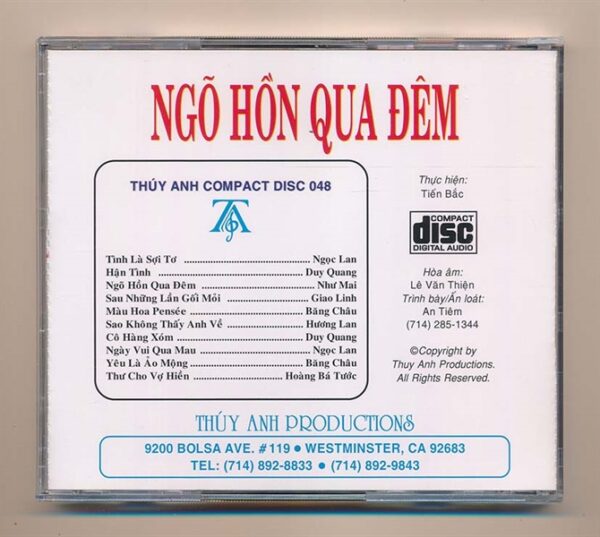 NGÕ HỒN QUA ĐÊM
THÚY ANH COMPACT DISC 048
TA
Tình Là Sợi Tơ .......... Ngọc Lan
Hận Tình .......... Duy Quang
Ngõ Hồn Qua Đêm .......... Như Mai
Sau Những Lần Gối Mỏi .......... Giao Linh
Màu Hoa Pensée .......... Băng Châu
Sao Không Thấy Anh Về .......... Hương Lan
Cô Hàng Xóm .......... Duy Quang
Ngày Vui Qua Mau .......... Ngọc Lan
Yêu Là Ảo Mộng .......... Băng Châu
Thư Cho Vợ Hiền .......... Hoàng Bá Tước
Thực hiện:
Tiến Bắc
COMPACT
disc
DIGITAL AUDIO
Hòa âm:
Lê Văn Thiện
Trình bày/Ấn loát:
An Tiêm
(714) 285-1344
©Copyright by
Thuy Anh Productions.
All Rights Reserved.
THÚY ANH PRODUCTIONS
9200 BOLSA AVE. #119 ● WESTMINSTER, CA 92683
TEL: (714) 892-8833 ● (714) 892-9843